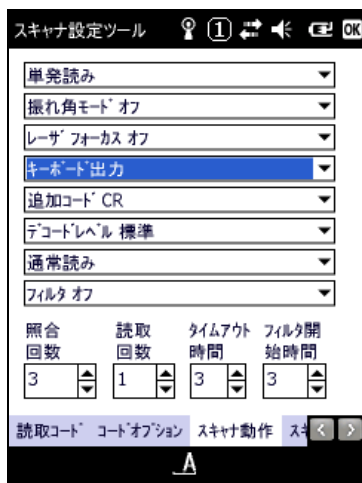 スキャナ設定ツール 1 OK
単発読み
振れ角モードオフ
レーザフォーカス オフ
キーボード出力
追加コード CR
デコードレベル 標準
通常読み
フィルタ オフ
照合 読取 タイムアウト フィルタ開
回数 回数 時間 始時間
3 1 3 3
読取コード コードオプション スキャナ動作 スキ
A